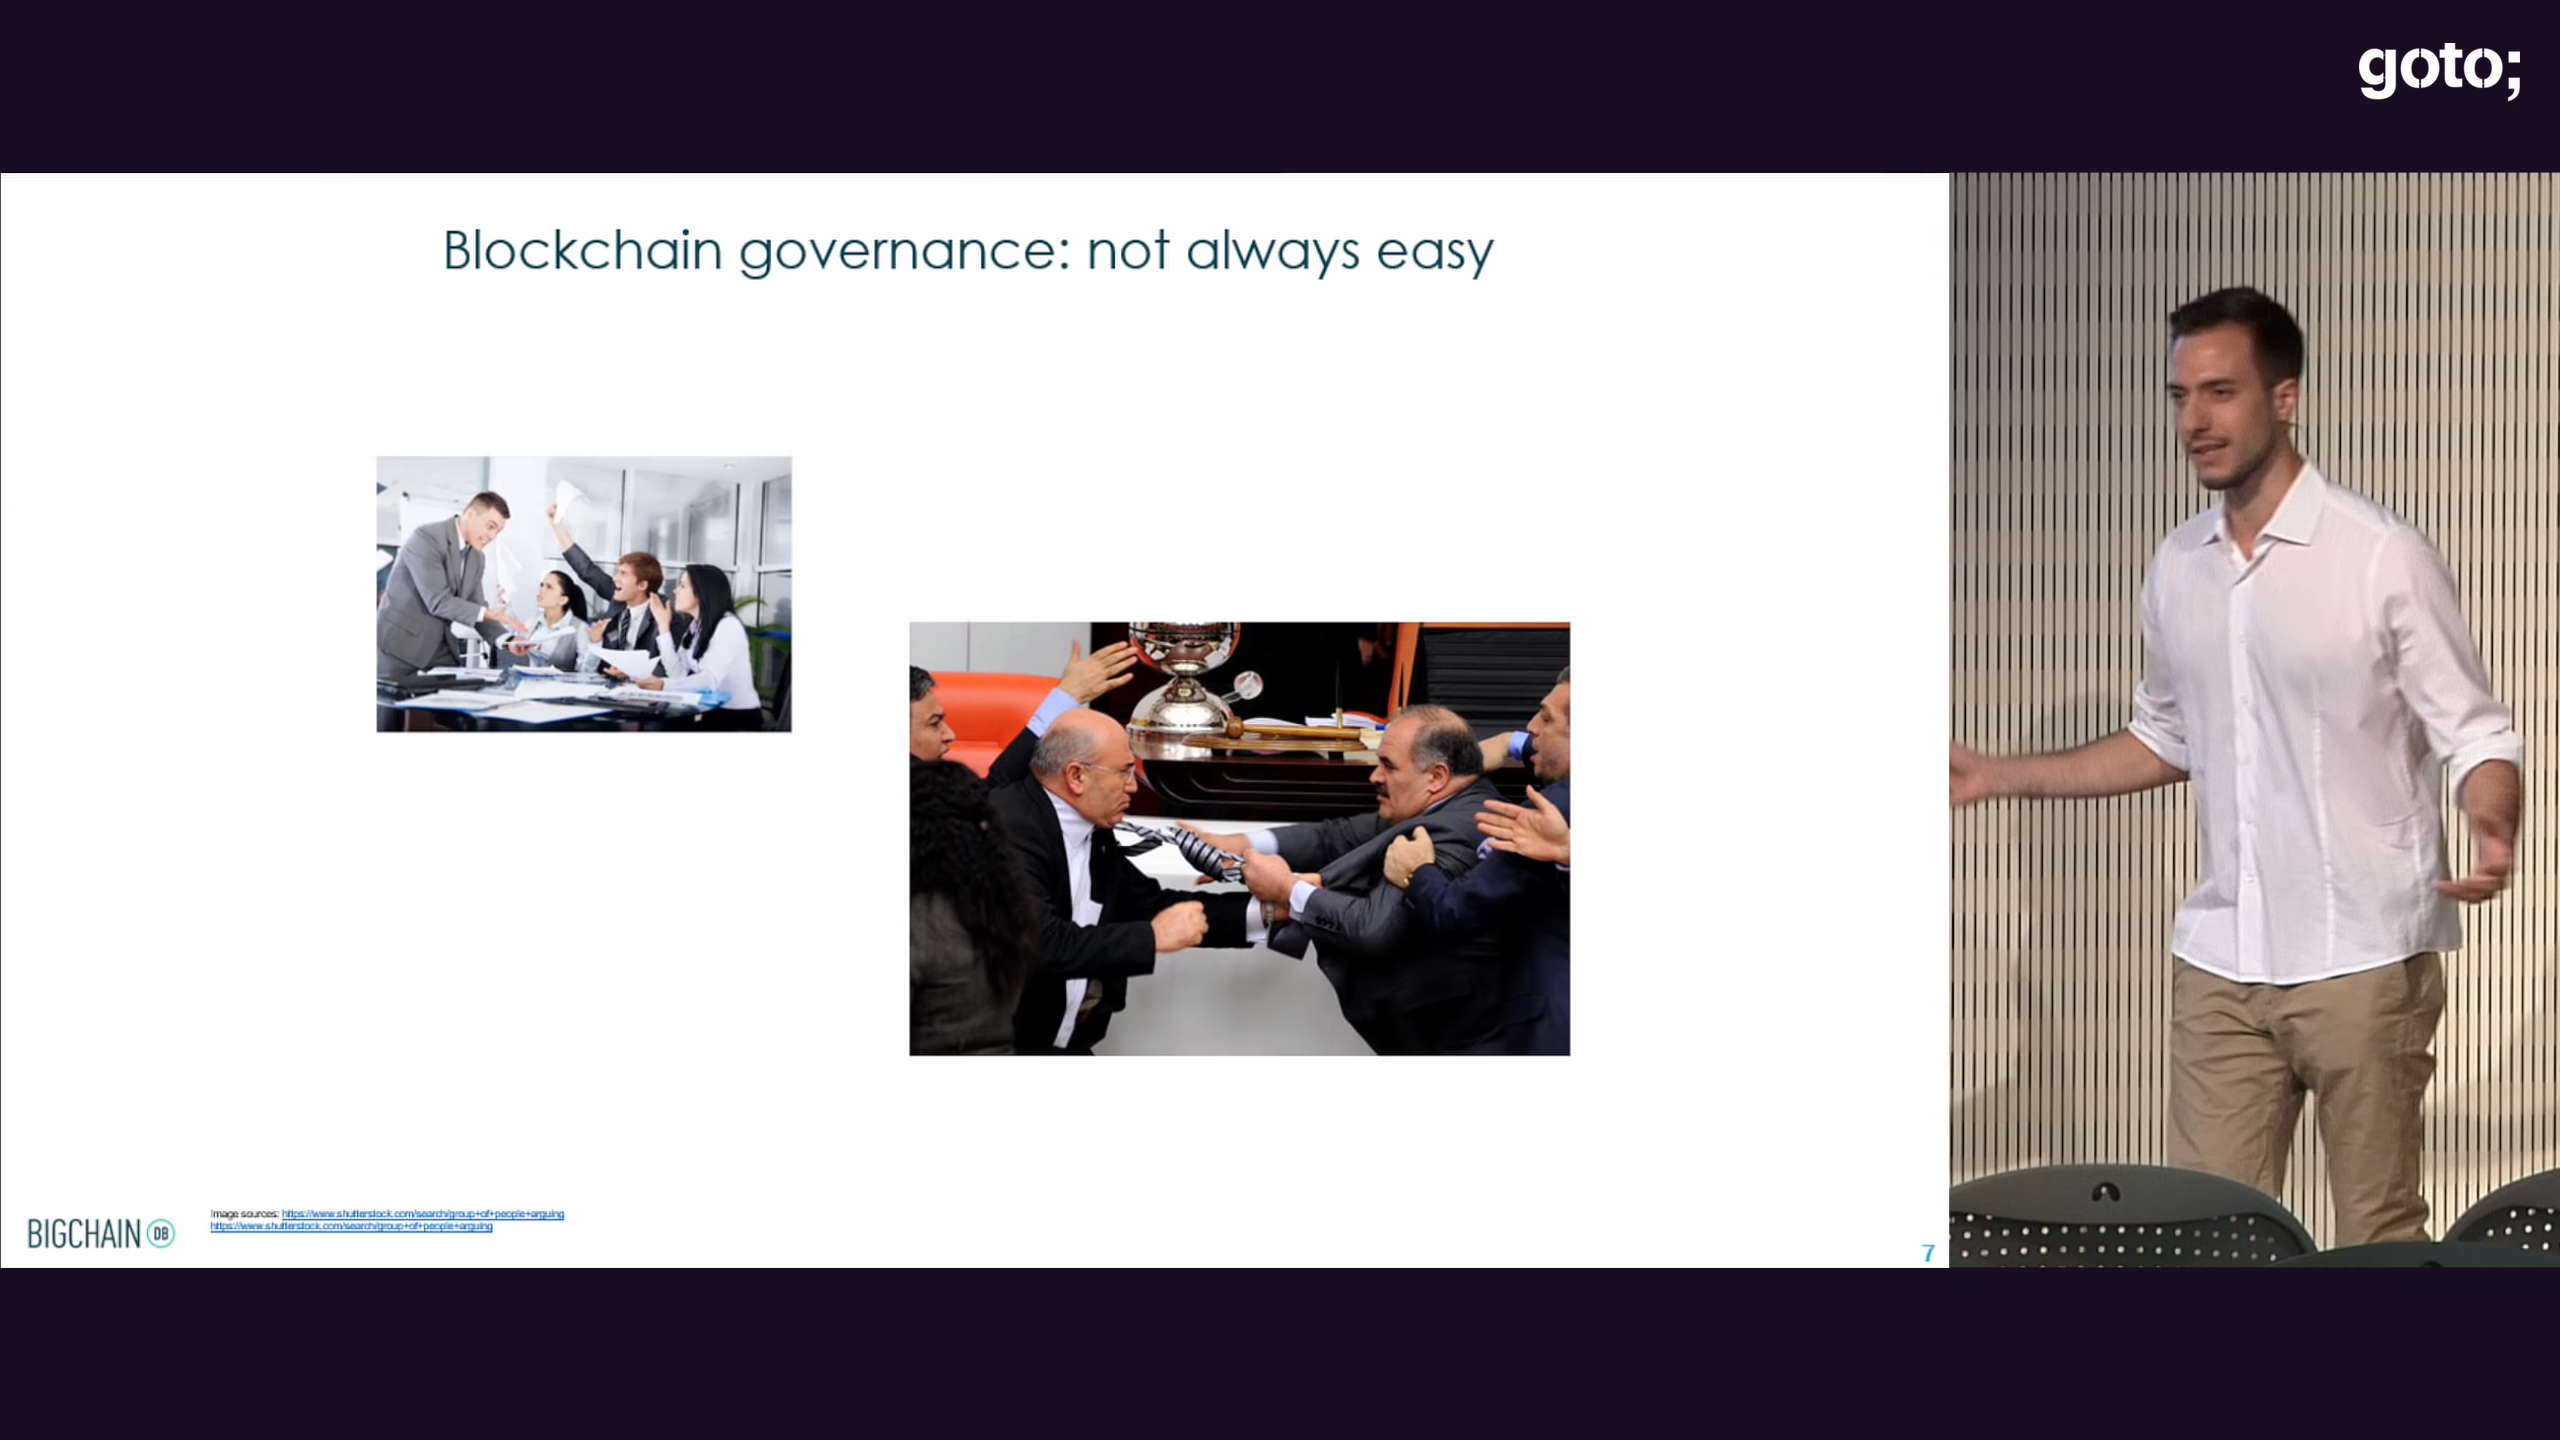 goto;
Blockchain governance: not always easy
BIGCHAIN DB
Image sources: https://www.shutterstock.com/search/group+of+people+arguing
https://www.shutterstock.com/search/group+of+people+arguing
7